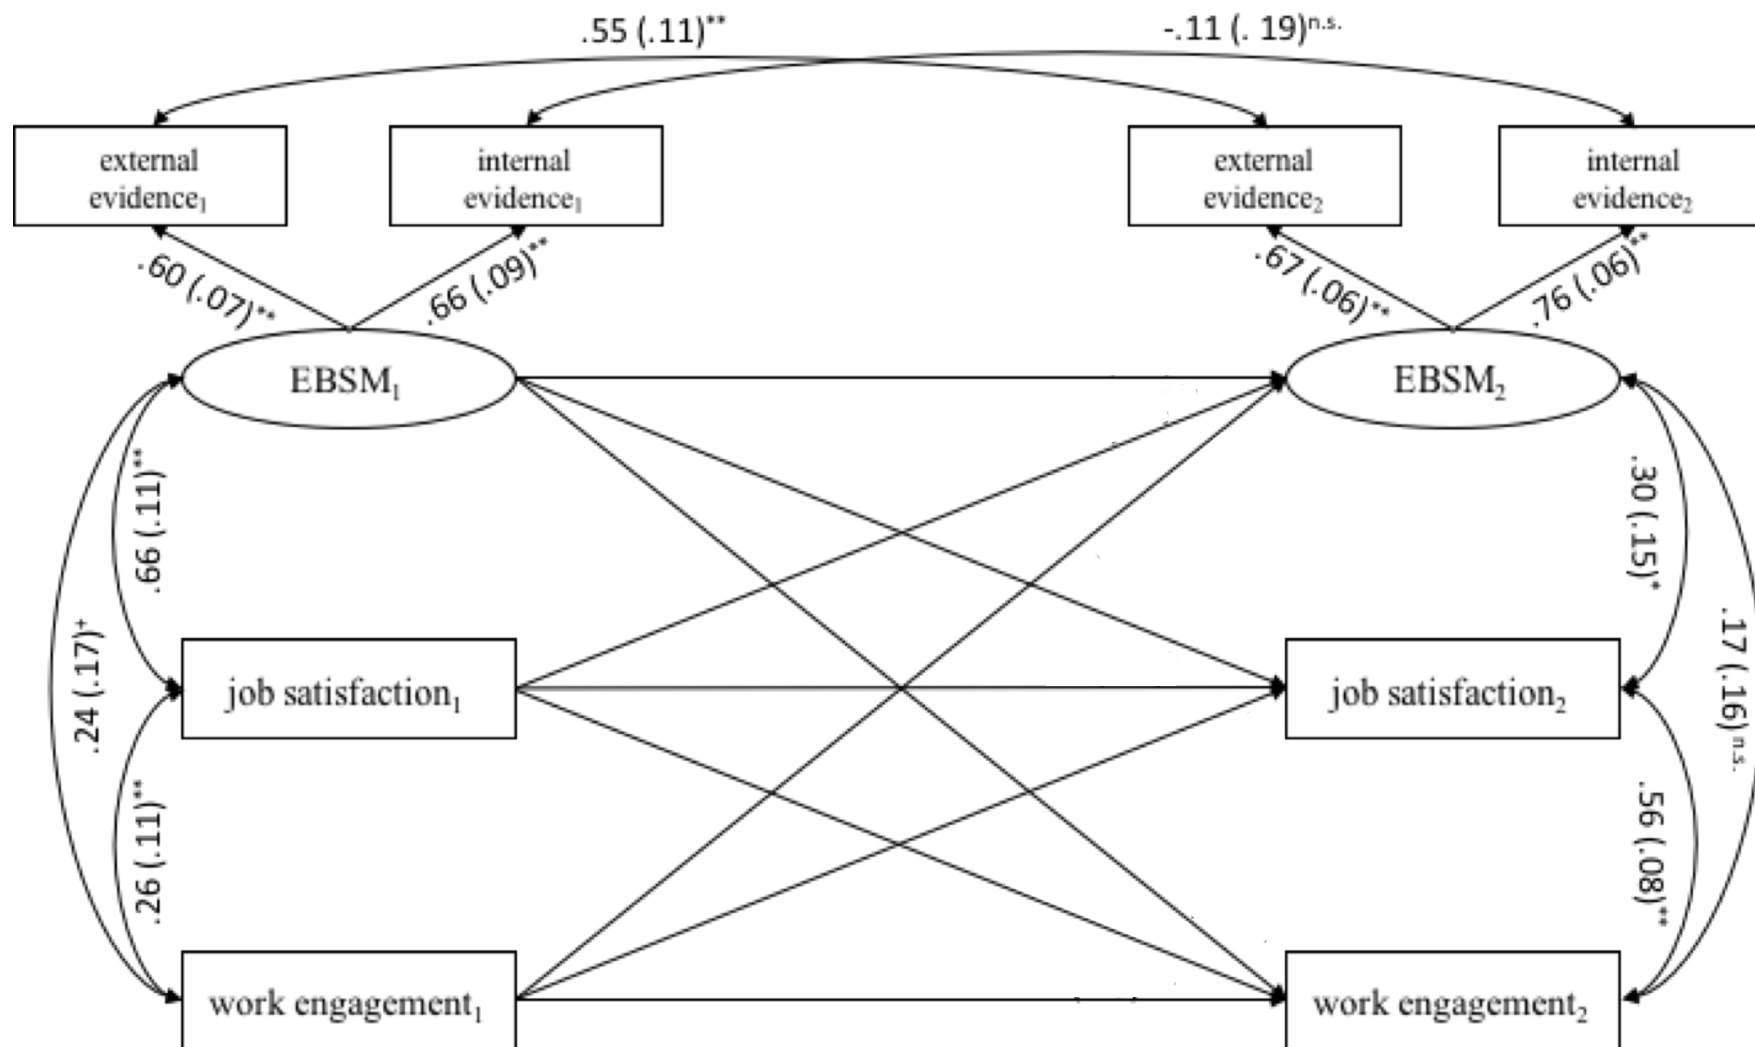 .55 (.11)**
-.11 (. 19)n.s.
external
evidence1
internal
evidence1
external
evidence2
internal
evidence2
.60 (.07)**
.66 (.09)**
.67 (.06)**
.76 (.06)**
EBSM1
EBSM2
.66 (.11)**
.30 (.15)*
.24 (.17)+
.17 (.16)n.s.
job satisfaction1
job satisfaction2
.26 (.11)**
.56 (.08)**
work engagement1
work engagement2